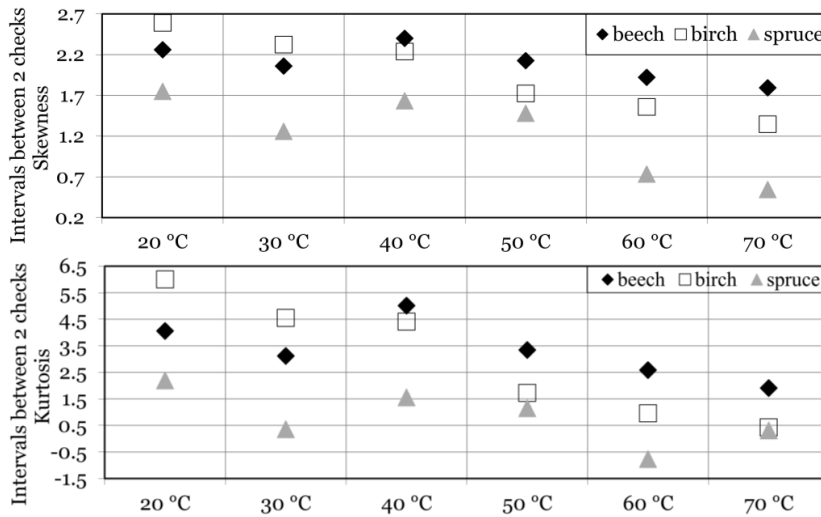 Intervals between 2 checks
Skewness
2.7
2.2
1.7
1.2
0.7
0.2
beech birch spruce
20 °C 30 °C 40 °C 50 °C 60 °C 70 °C
Intervals between 2 checks
Kurtosis
6.5
5.5
4.5
3.5
2.5
1.5
0.5
-0.5
-1.5
beech birch spruce
20 °C 30 °C 40 °C 50 °C 60 °C 70 °C